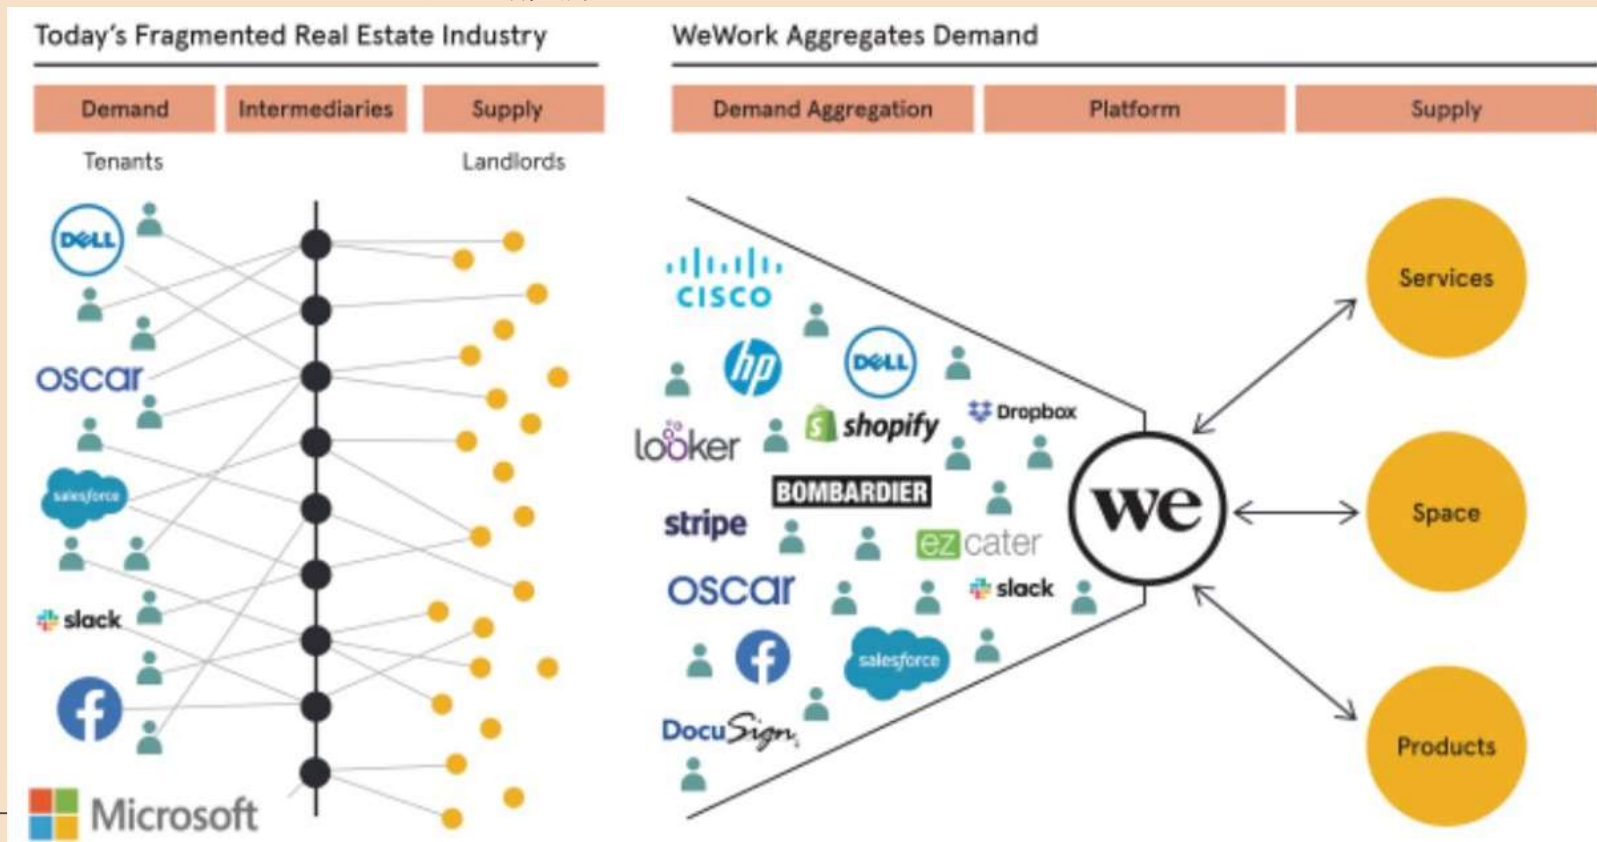 Today's Fragmented Real Estate Industry
Demand
Intermediaries
Supply
Tenants
Landlords
DELL
oscar
salesforce
slack
f
Microsoft
WeWork Aggregates Demand
Demand Aggregation
Platform
Supply
CISCO
hp
DELL
Dropbox
looker
shopify
BOMBARDIER
stripe
ez cater
oscar
slack
f
salesforce
DocuSign
we
Services
Space
Products